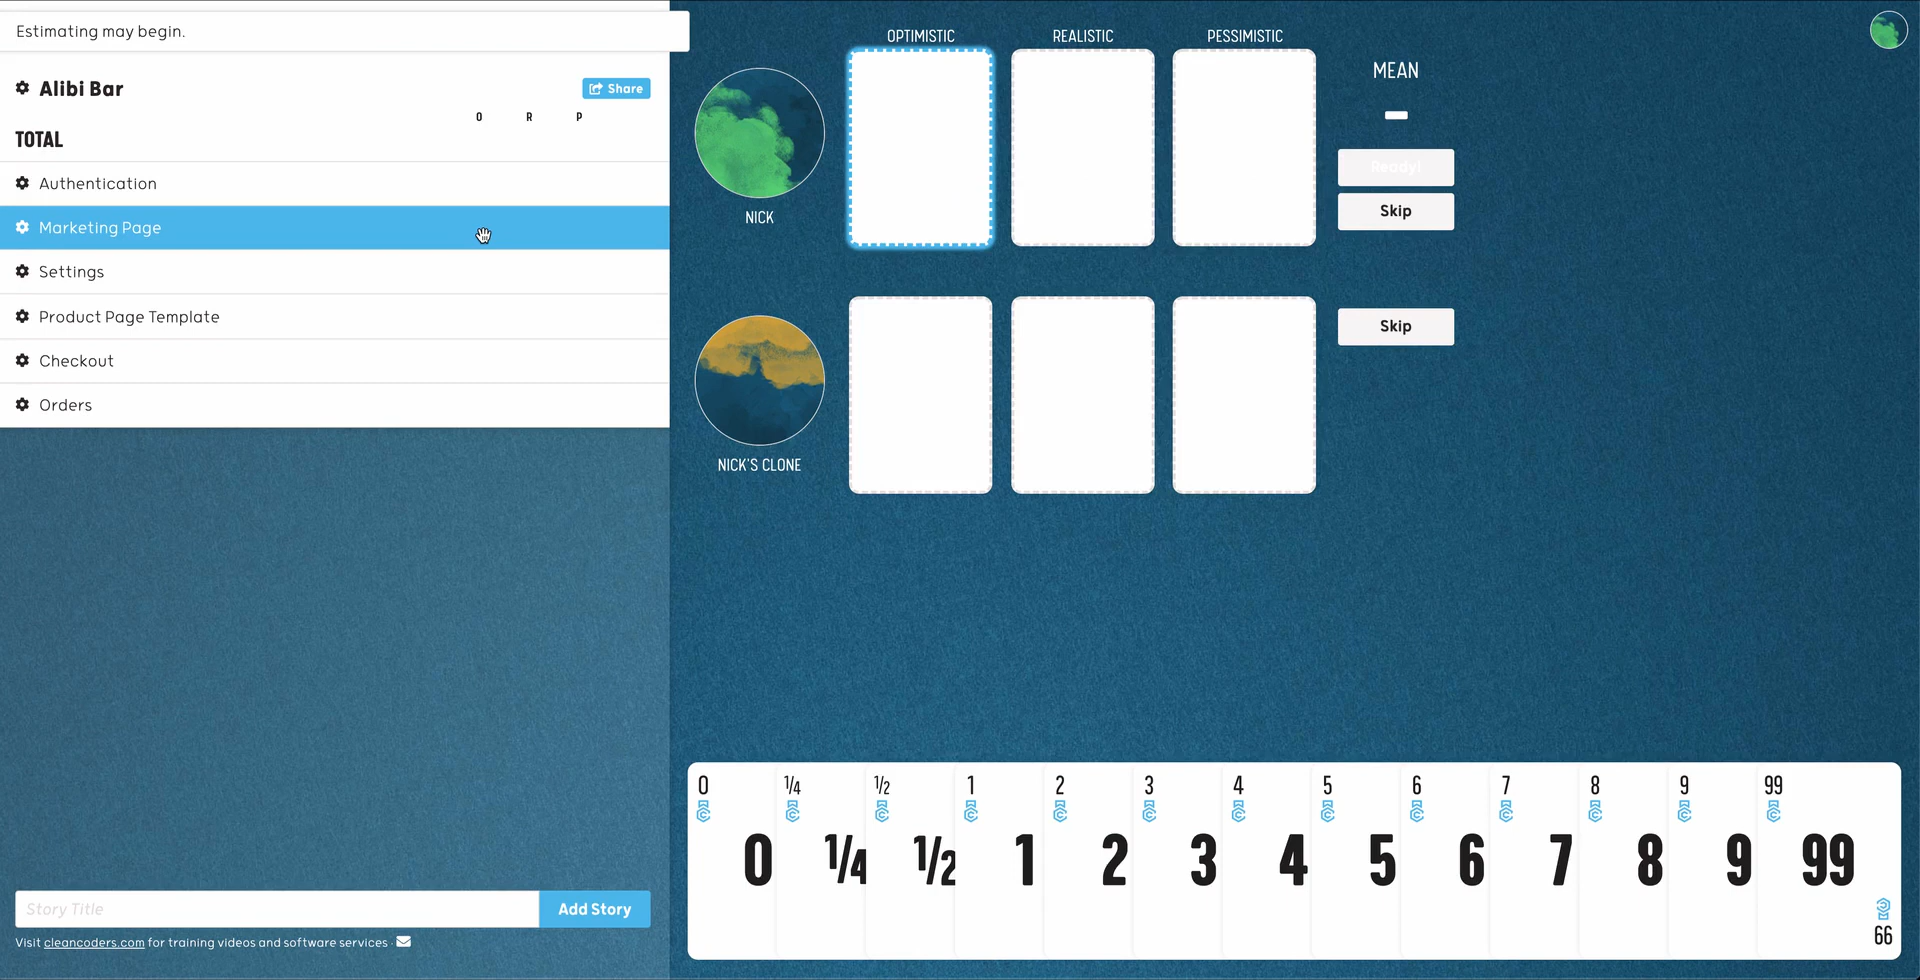 Estimating may begin.
Alibi Bar
Share
O R P
TOTAL
Authentication
Marketing Page
Settings
Product Page Template
Checkout
Orders
Story Title
Add Story
Visit cleancoders.com for training videos and software services ·
OPTIMISTIC REALISTIC PESSIMISTIC
MEAN
Ready!
Skip
NICK
Skip
NICK'S CLONE
0 1/4 1/2 1 2 3 4 5 6 7 8 9 99
0 1/4 1/2 1 2 3 4 5 6 7 8 9 99
99